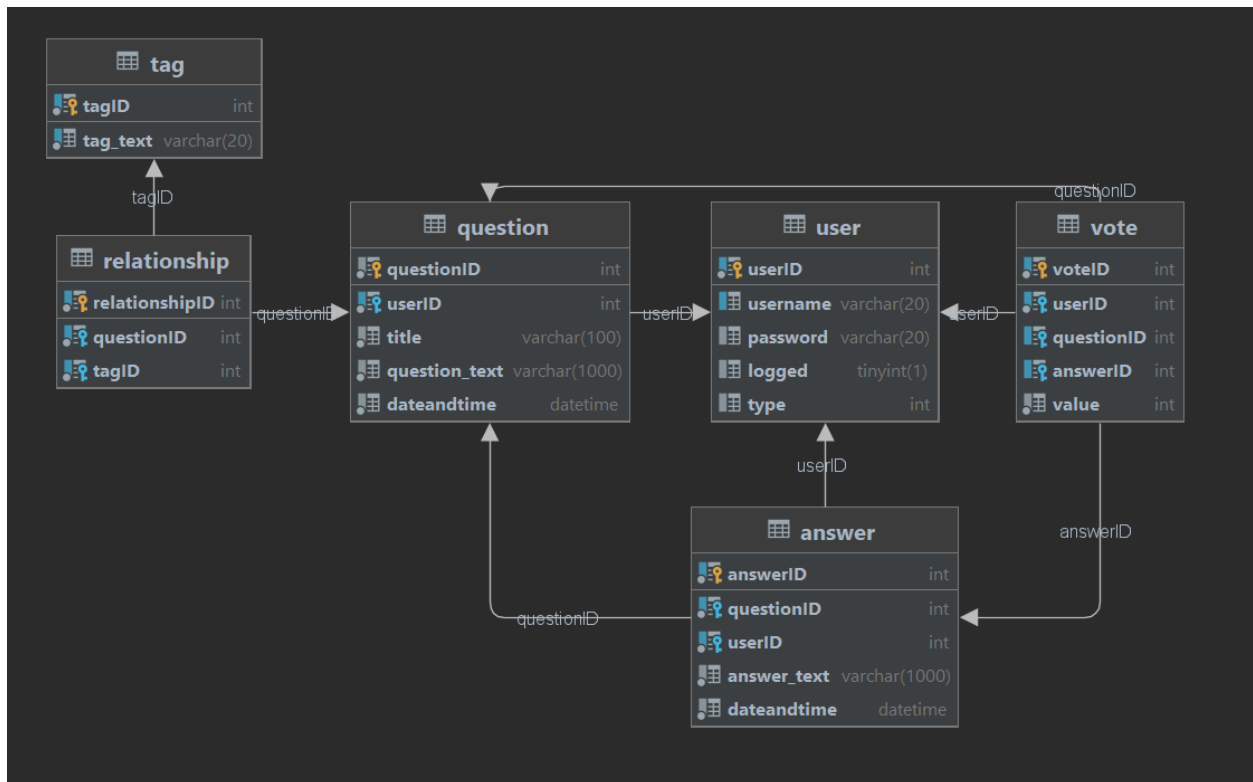 tag
tagID int
tag_text varchar(20)
tagID
relationship
relationshipID int
questionID int
tagID int
questionID
question
questionID int
userID int
title varchar(100)
question_text varchar(1000)
dateandtime datetime
userID
user
userID int
username varchar(20)
password varchar(20)
logged tinyint(1)
type int
userID
questionID
vote
voteID int
userID int
questionID int
answerID int
value int
userID
answerID
answer
answerID int
questionID int
userID int
answer_text varchar(1000)
dateandtime datetime
questionID